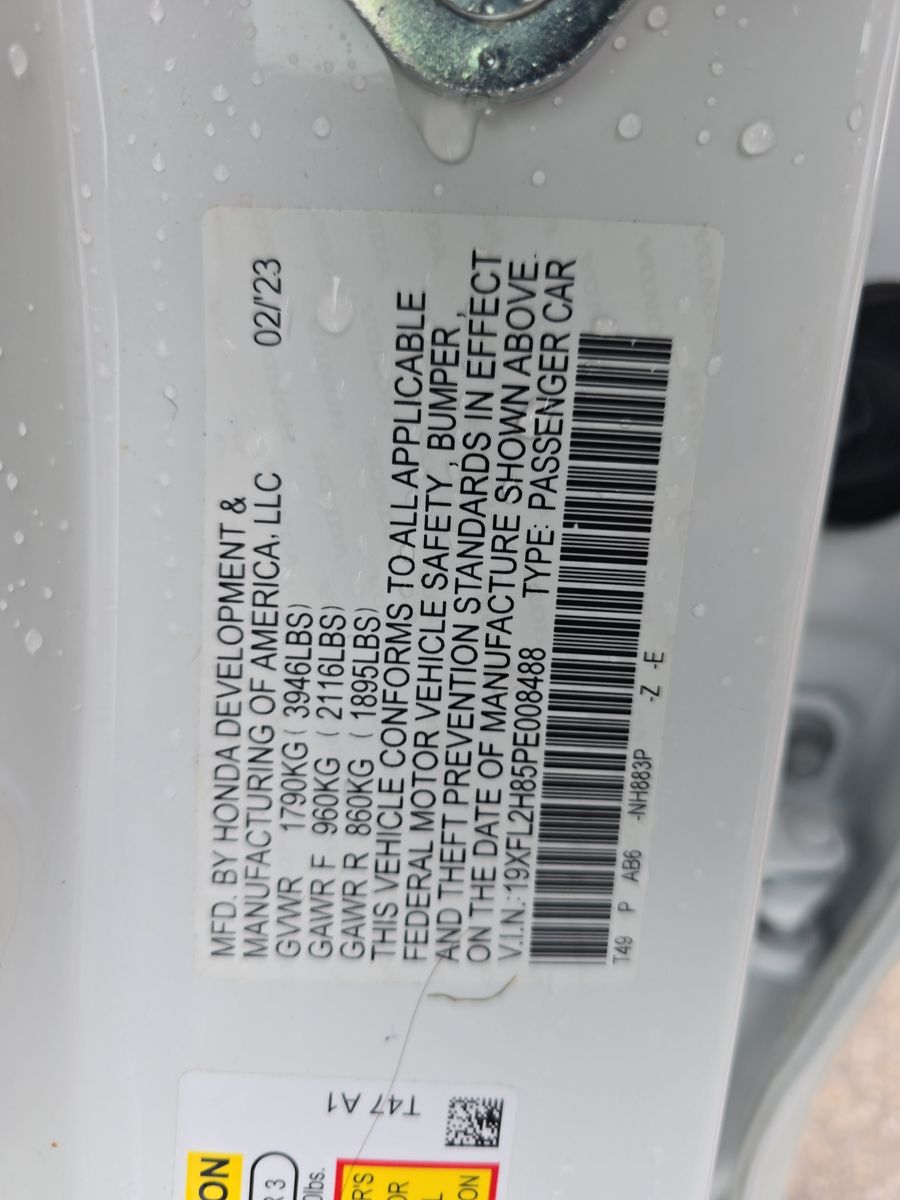 MFD. BY HONDA DEVELOPMENT &
MANUFACTURING OF AMERICA, LLC 02/'23
GVWR 1790KG ( 3946LBS)
GAWR F 960KG ( 2116LBS)
GAWR R 860KG ( 1895LBS)
THIS VEHICLE CONFORMS TO ALL APPLICABLE
FEDERAL MOTOR VEHICLE SAFETY , BUMPER ,
AND THEFT PREVENTION STANDARDS IN EFFECT
ON THE DATE OF MANUFACTURE SHOWN ABOVE.
V.I.N.: 19XFL2H85PE008488 TYPE: PASSENGER CAR
T49 P AB6 -NH883P -Z -E
T47 A1